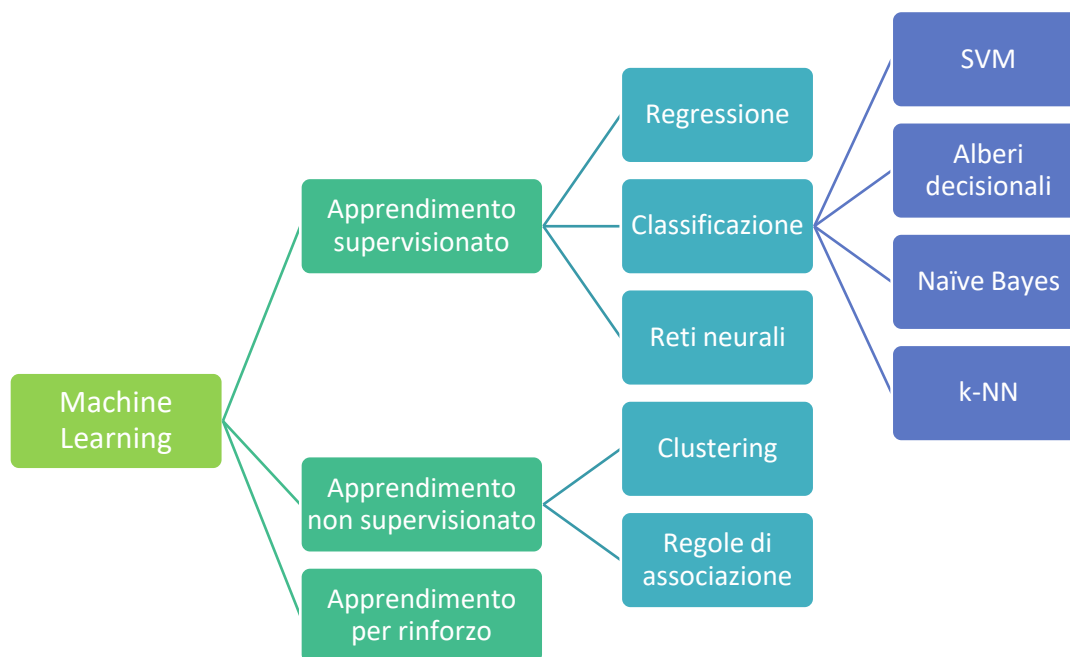 Machine
Learning
Apprendimento
supervisionato
Regressione
Classificazione
SVM
Alberi
decisionali
Naïve Bayes
k-NN
Reti neurali
Apprendimento
non supervisionato
Clustering
Regole di
associazione
Apprendimento
per rinforzo